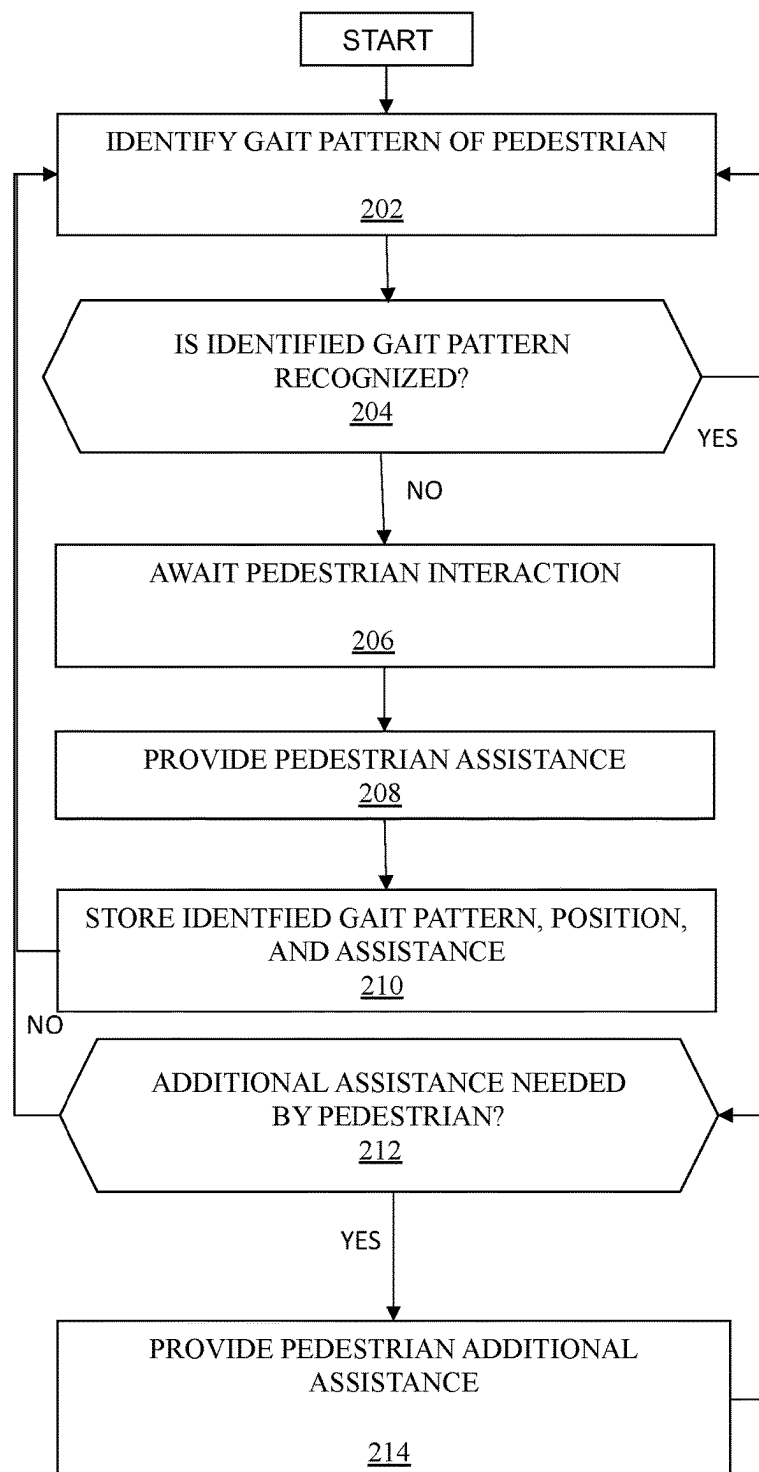 START
IDENTIFY GAIT PATTERN OF PEDESTRIAN
202
IS IDENTIFIED GAIT PATTERN
RECOGNIZED?
204
YES
NO
AWAIT PEDESTRIAN INTERACTION
206
PROVIDE PEDESTRIAN ASSISTANCE
208
STORE IDENTFIED GAIT PATTERN, POSITION,
AND ASSISTANCE
210
NO
ADDITIONAL ASSISTANCE NEEDED
BY PEDESTRIAN?
212
YES
PROVIDE PEDESTRIAN ADDITIONAL
ASSISTANCE
214